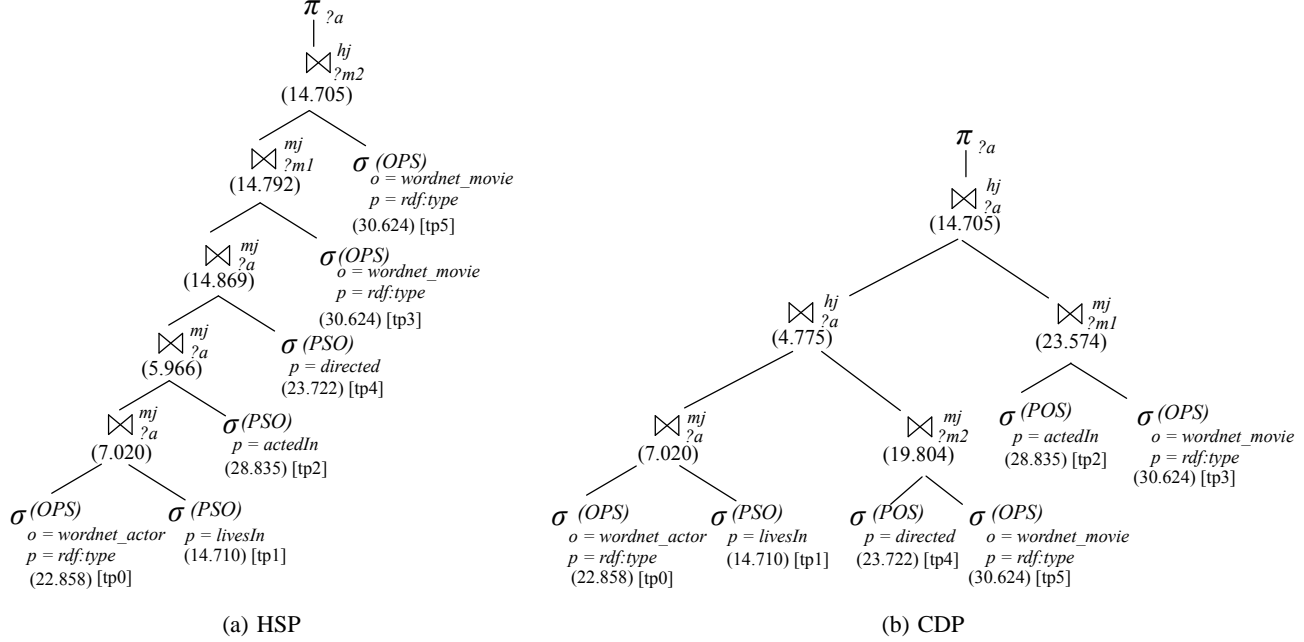 π ?a
⋈ hj ?m2
(14.705)
⋈ mj ?m1
(14.792)
σ (OPS)
o = wordnet_movie
p = rdf:type
(30.624) [tp5]
⋈ mj ?a
(14.869)
σ (OPS)
o = wordnet_movie
p = rdf:type
(30.624) [tp3]
⋈ mj ?a
(5.966)
σ (PSO)
p = directed
(23.722) [tp4]
⋈ mj ?a
(7.020)
σ (PSO)
p = actedIn
(28.835) [tp2]
σ (OPS)
o = wordnet_actor
p = rdf:type
(22.858) [tp0]
σ (PSO)
p = livesIn
(14.710) [tp1]
(a) HSP
π ?a
⋈ hj ?a
(14.705)
⋈ hj ?a
(4.775)
⋈ mj ?m1
(23.574)
⋈ mj ?a
(7.020)
⋈ mj ?m2
(19.804)
σ (POS)
p = actedIn
(28.835) [tp2]
σ (OPS)
o = wordnet_movie
p = rdf:type
(30.624) [tp3]
σ (OPS)
o = wordnet_actor
p = rdf:type
(22.858) [tp0]
σ (PSO)
p = livesIn
(14.710) [tp1]
σ (POS)
p = directed
(23.722) [tp4]
σ (OPS)
o = wordnet_movie
p = rdf:type
(30.624) [tp5]
(b) CDP